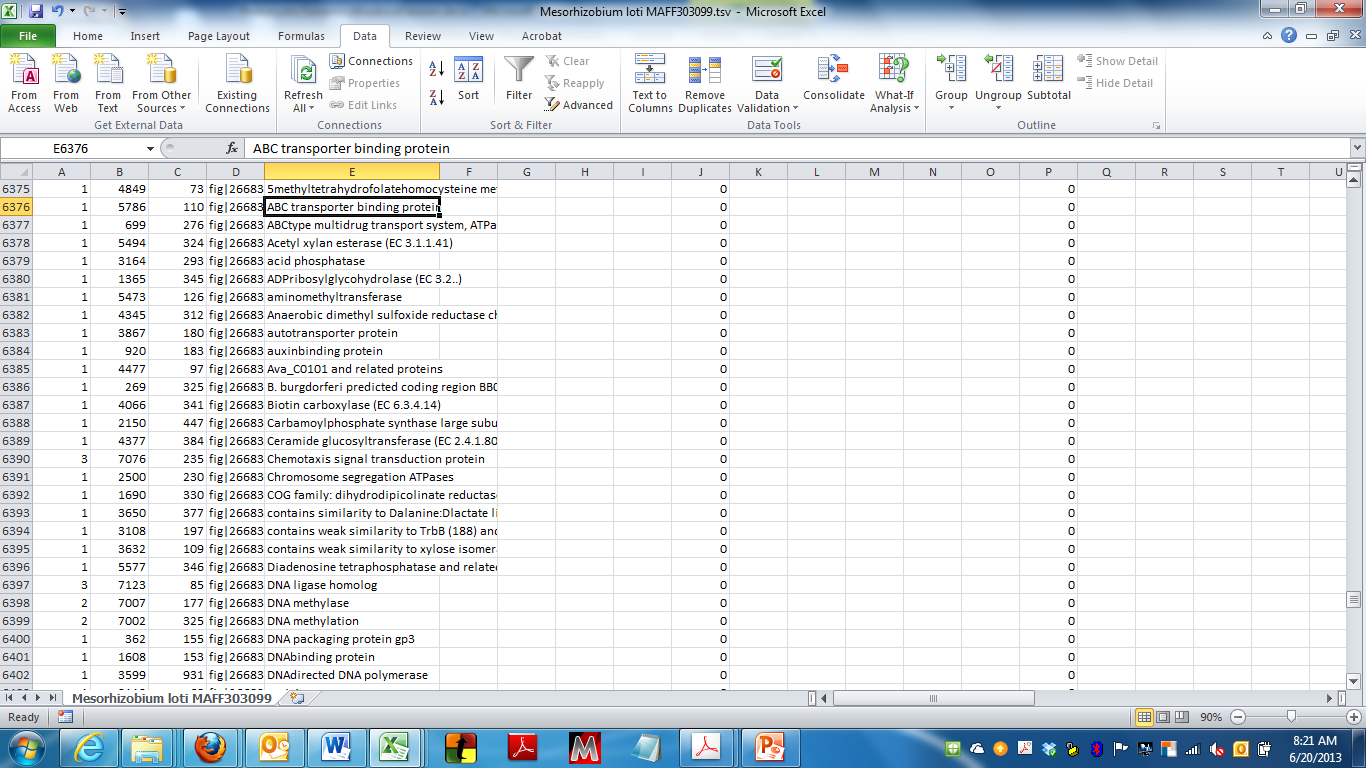 Mesorhizobium loti MAFF303099.tsv - Microsoft Excel
File Home Insert Page Layout Formulas Data Review View Acrobat
From Access From Web From Text From Other Sources Existing Connections Refresh All Connections Properties Edit Links Sort Filter Clear Reapply Advanced Text to Columns Remove Duplicates Data Validation Consolidate What-If Analysis Group Ungroup Subtotal Show Detail Hide Detail
Get External Data Connections Sort & Filter Data Tools Outline
E6376 fx ABC transporter binding protein
A B C D E F G H I J K L M N O P Q R S T U
6375 1 4849 73 fig|26683 5methyltetrahydrofolatehomocysteine me 0 0
6376 1 5786 110 fig|26683 ABC transporter binding protein 0 0
6377 1 699 276 fig|26683 ABCtype multidrug transport system, ATPa 0 0
6378 1 5494 324 fig|26683 Acetyl xylan esterase (EC 3.1.1.41) 0 0
6379 1 3164 293 fig|26683 acid phosphatase 0 0
6380 1 1365 345 fig|26683 ADPribosylglycohydrolase (EC 3.2..) 0 0
6381 1 5473 126 fig|26683 aminomethyltransferase 0 0
6382 1 4345 312 fig|26683 Anaerobic dimethyl sulfoxide reductase ch 0 0
6383 1 3867 180 fig|26683 autotransporter protein 0 0
6384 1 920 183 fig|26683 auxinbinding protein 0 0
6385 1 4477 97 fig|26683 Ava_C0101 and related proteins 0 0
6386 1 269 325 fig|26683 B. burgdorferi predicted coding region BB0 0 0
6387 1 4066 341 fig|26683 Biotin carboxylase (EC 6.3.4.14) 0 0
6388 1 2150 447 fig|26683 Carbamoylphosphate synthase large subu 0 0
6389 1 4377 384 fig|26683 Ceramide glucosyltransferase (EC 2.4.1.80 0 0
6390 3 7076 235 fig|26683 Chemotaxis signal transduction protein 0 0
6391 1 2500 230 fig|26683 Chromosome segregation ATPases 0 0
6392 1 1690 330 fig|26683 COG family: dihydrodipicolinate reductase 0 0
6393 1 3650 377 fig|26683 contains similarity to Dalanine:Dlactate li 0 0
6394 1 3108 197 fig|26683 contains weak similarity to TrbB (188) and 0 0
6395 1 3632 109 fig|26683 contains weak similarity to xylose isomera 0 0
6396 1 5577 346 fig|26683 Diadenosine tetraphosphatase and related 0 0
6397 3 7123 85 fig|26683 DNA ligase homolog 0 0
6398 2 7007 177 fig|26683 DNA methylase 0 0
6399 2 7002 325 fig|26683 DNA methylation 0 0
6400 1 362 155 fig|26683 DNA packaging protein gp3 0 0
6401 1 1608 153 fig|26683 DNAbinding protein 0 0
6402 1 3599 931 fig|26683 DNAdirected DNA polymerase 0 0
Mesorhizobium loti MAFF303099
Ready 90%
8:21 AM
6/20/2013